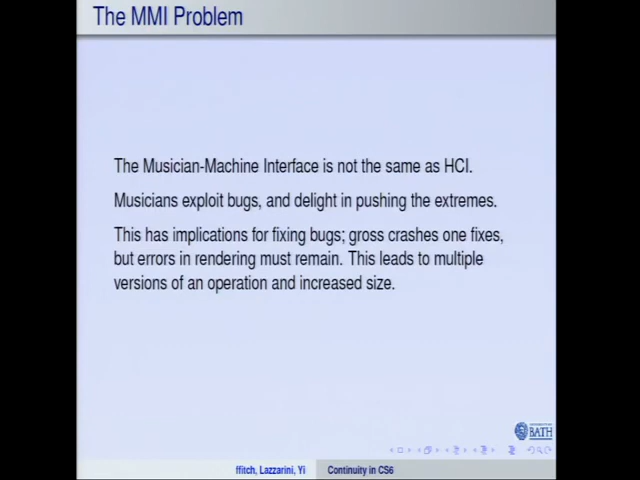 The MMI Problem
The Musician-Machine Interface is not the same as HCI.
Musicians exploit bugs, and delight in pushing the extremes.
This has implications for fixing bugs; gross crashes one fixes,
but errors in rendering must remain. This leads to multiple
versions of an operation and increased size.
BATH
ffitch, Lazzarini, Yi
Continuity in CS6